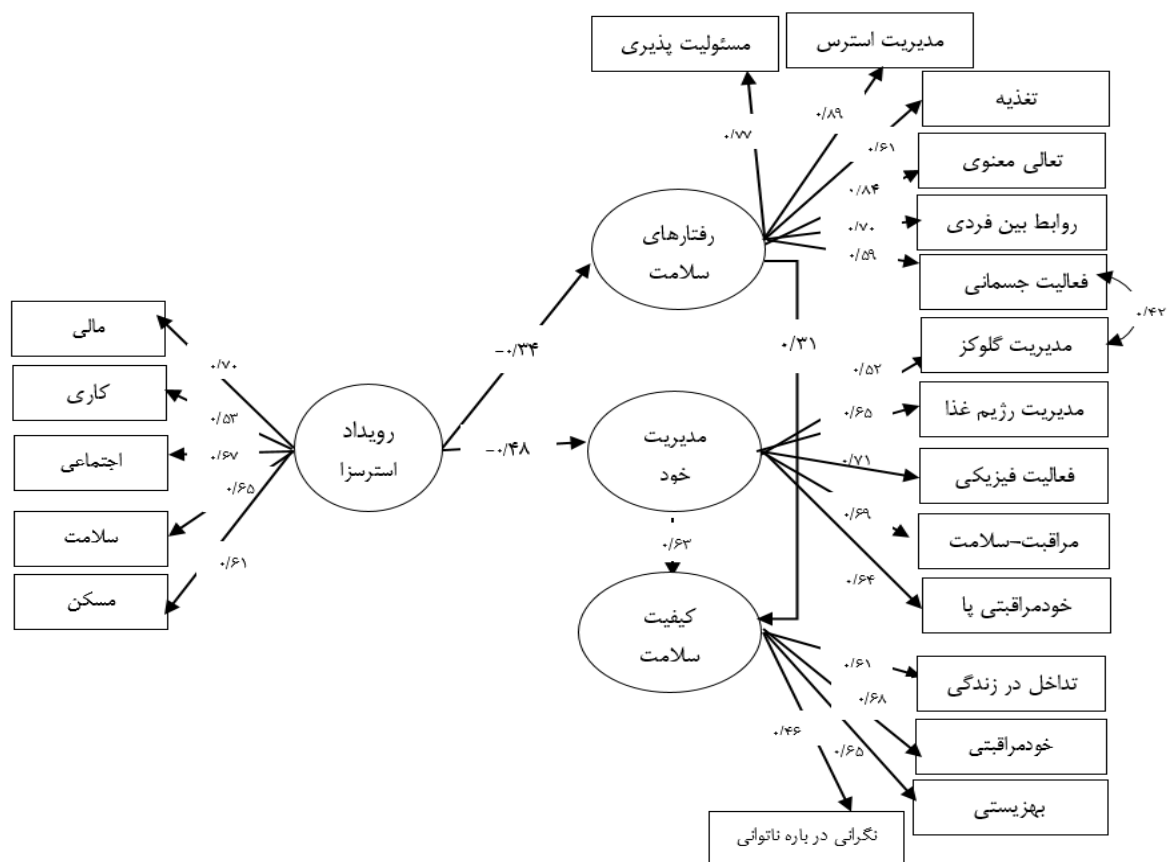 مسئولیت پذیری
مدیریت استرس
تغذیه
تعالی معنوی
روابط بین فردی
فعالیت جسمانی
مدیریت گلوکز
مدیریت رژیم غذا
فعالیت فیزیکی
مراقبت-سلامت
خودمراقبتی پا
تداخل در زندگی
خودمراقبتی
بهزیستی
نگرانی در باره ناتوانی
رفتارهای
سلامت
مدیریت
خود
کیفیت
سلامت
رویداد
استرسزا
مالی
کاری
اجتماعی
سلامت
مسکن
۰/۷۷
۰/۸۹
۰/۶۱
۰/۸۴
۰/۷۰
۰/۵۹
۰/۴۲
۰/۳۱
-۰/۳۴
-۰/۴۸
۰/۶۳
۰/۵۲
۰/۶۵
۰/۷۱
۰/۶۹
۰/۶۴
۰/۶۱
۰/۶۸
۰/۶۵
۰/۴۶
۰/۷۰
۰/۵۳
۰/۶۷
۰/۶۵
۰/۶۱